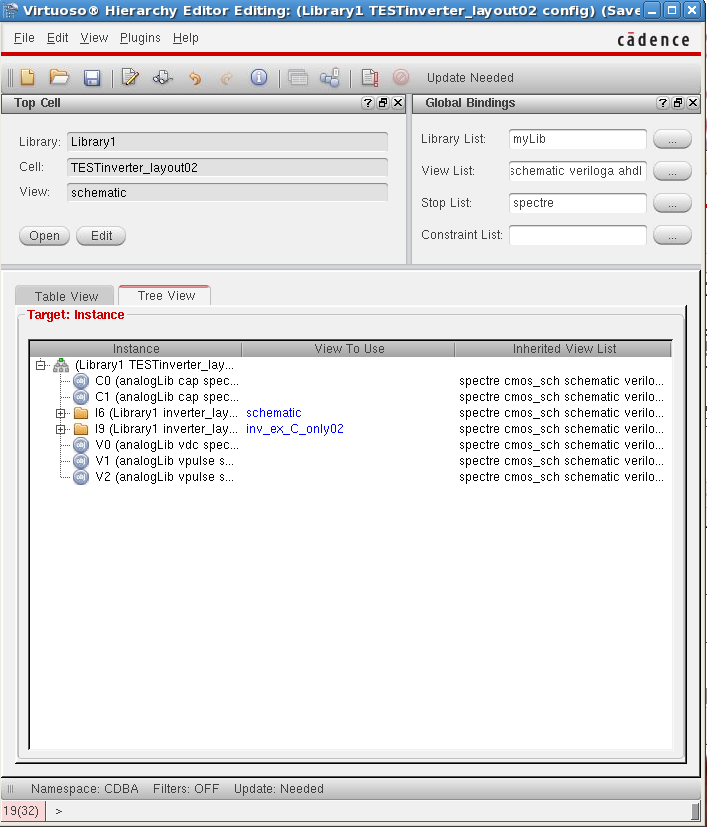 Virtuoso® Hierarchy Editor Editing: (Library1 TESTinverter_layout02 config) (Save
File Edit View Plugins Help
cādence
Update Needed
Top Cell
Global Bindings
Library: Library1
Cell: TESTinverter_layout02
View: schematic
Open Edit
Library List: myLib ...
View List: schematic veriloga ahdl ...
Stop List: spectre ...
Constraint List: ...
Table View Tree View
Target: Instance
Instance View To Use Inherited View List
(Library1 TESTinverter_lay...
obj C0 (analogLib cap spec... spectre cmos_sch schematic verilo...
obj C1 (analogLib cap spec... spectre cmos_sch schematic verilo...
I6 (Library1 inverter_lay... schematic spectre cmos_sch schematic verilo...
I9 (Library1 inverter_lay... inv_ex_C_only02 spectre cmos_sch schematic verilo...
obj V0 (analogLib vdc spec... spectre cmos_sch schematic verilo...
obj V1 (analogLib vpulse s... spectre cmos_sch schematic verilo...
obj V2 (analogLib vpulse s... spectre cmos_sch schematic verilo...
Namespace: CDBA Filters: OFF Update: Needed
19(32) >